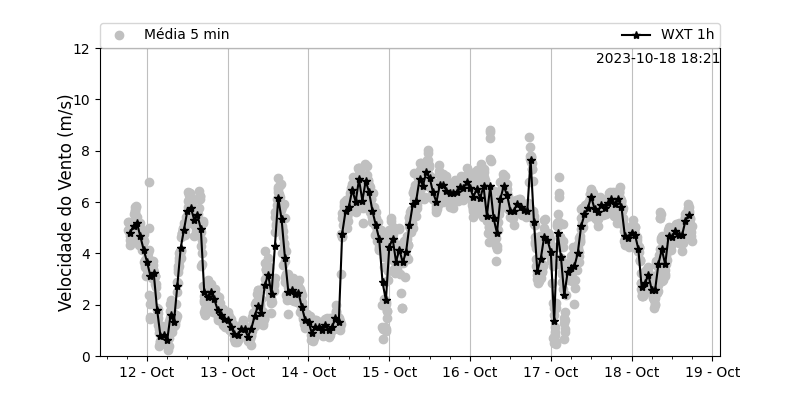 Média 5 min WXT 1h
2023-10-18 18:21
Velocidade do Vento (m/s)
12
10
8
6
4
2
0
12 - Oct 13 - Oct 14 - Oct 15 - Oct 16 - Oct 17 - Oct 18 - Oct 19 - Oct